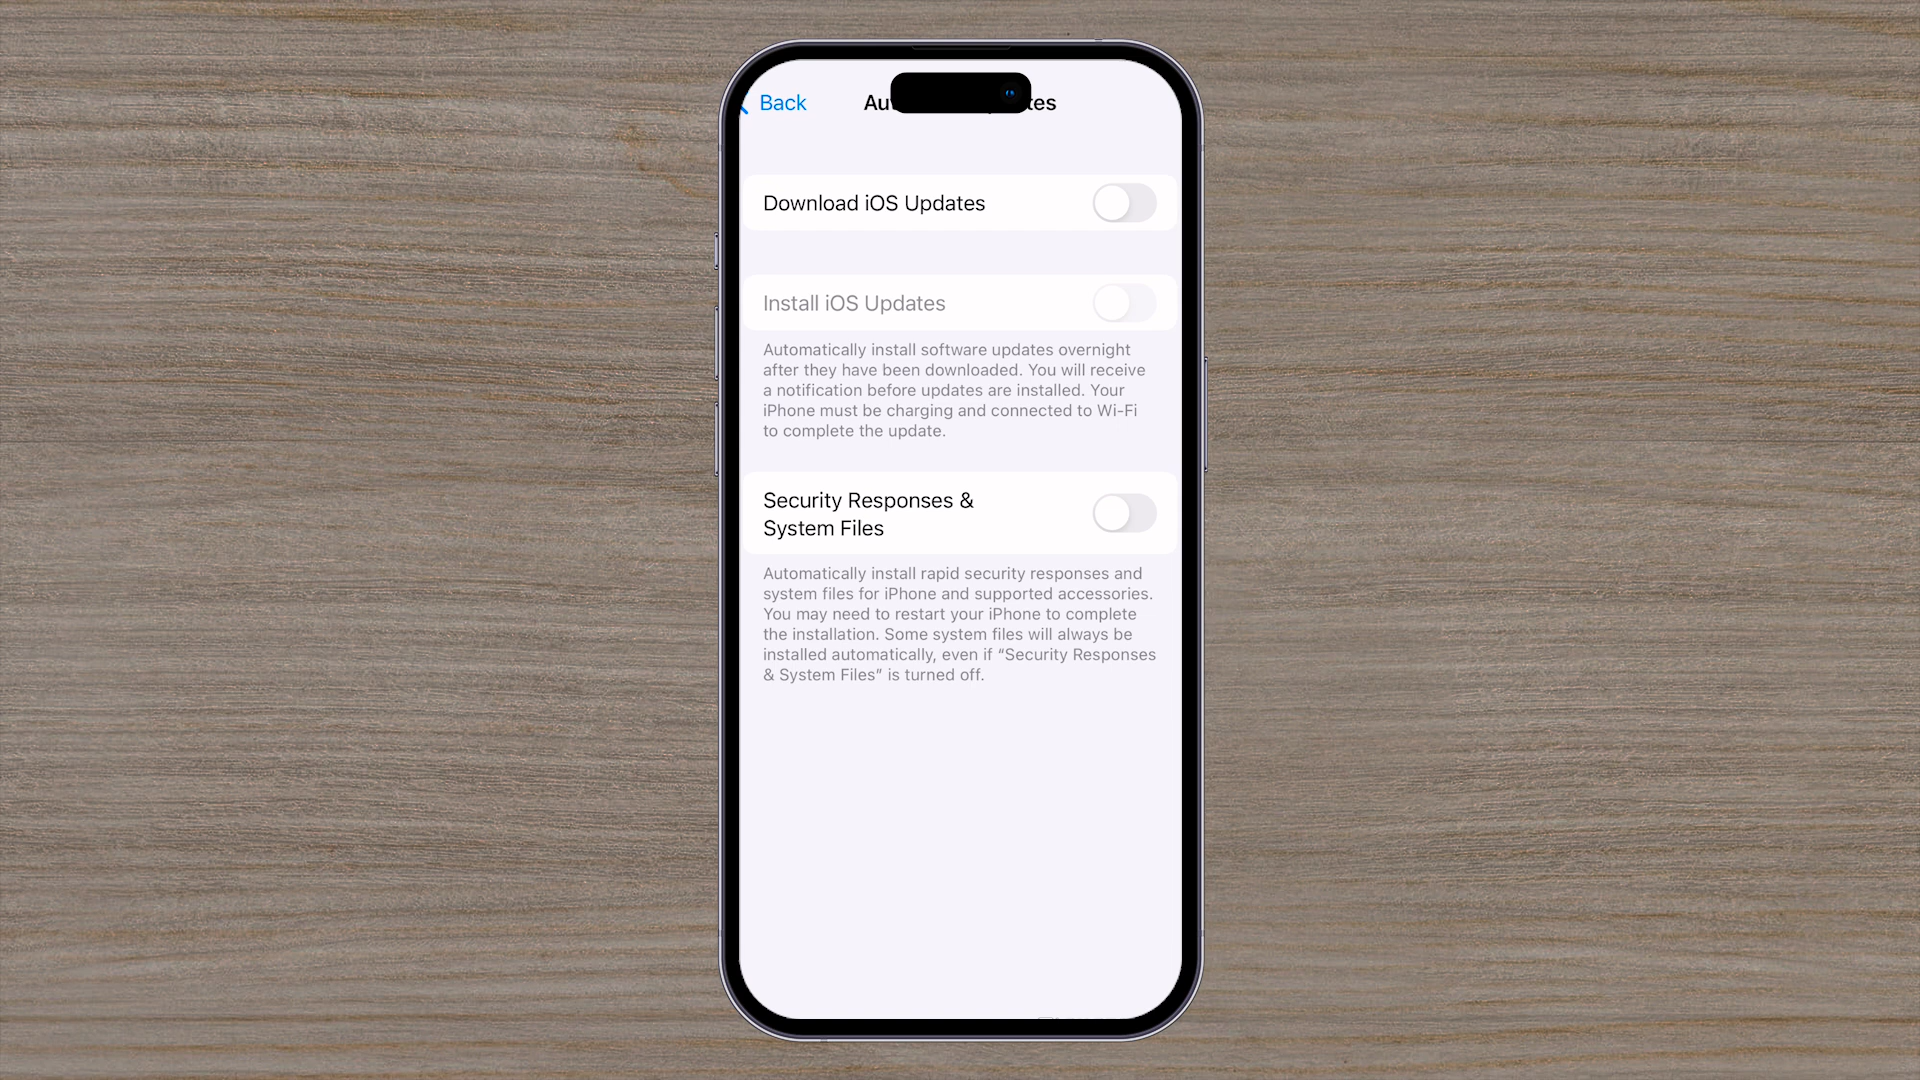 Back
Download iOS Updates
Install iOS Updates
Automatically install software updates overnight
after they have been downloaded. You will receive
a notification before updates are installed. Your
iPhone must be charging and connected to Wi-Fi
to complete the update.
Security Responses &
System Files
Automatically install rapid security responses and
system files for iPhone and supported accessories.
You may need to restart your iPhone to complete
the installation. Some system files will always be
installed automatically, even if “Security Responses
& System Files” is turned off.